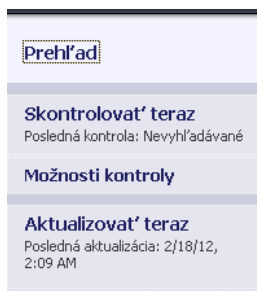 Prehľad
Skontrolovať teraz
Posledná kontrola: Nevyhľadávané
Možnosti kontroly
Aktualizovať teraz
Posledná aktualizácia: 2/18/12,
2:09 AM